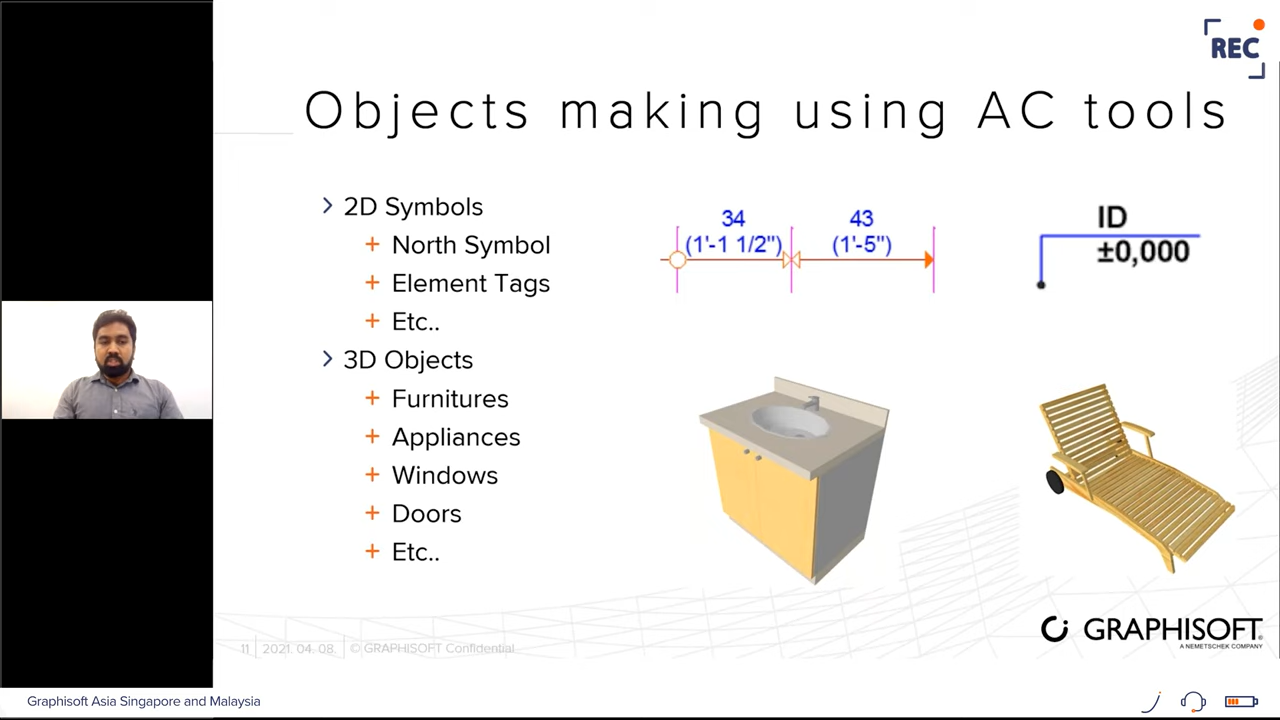 REC
Objects making using AC tools
> 2D Symbols
+ North Symbol
+ Element Tags
+ Etc..
> 3D Objects
+ Furnitures
+ Appliances
+ Windows
+ Doors
+ Etc..
34 43
(1'-1 1/2") (1'-5")
ID
±0,000
GRAPHISOFT®
A NEMETSCHEK COMPANY
11 | 2021. 04. 08. | © GRAPHISOFT Confidential
Graphisoft Asia Singapore and Malaysia